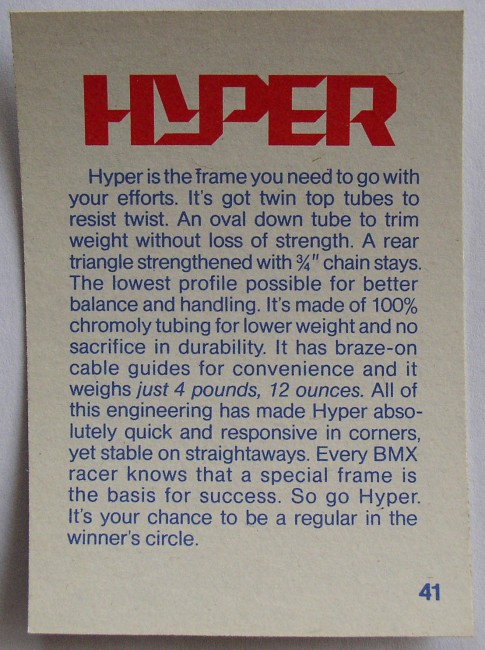 HYPER
Hyper is the frame you need to go with
your efforts. It's got twin top tubes to
resist twist. An oval down tube to trim
weight without loss of strength. A rear
triangle strengthened with ¾" chain stays.
The lowest profile possible for better
balance and handling. It's made of 100%
chromoly tubing for lower weight and no
sacrifice in durability. It has braze-on
cable guides for convenience and it
weighs just 4 pounds, 12 ounces. All of
this engineering has made Hyper abso-
lutely quick and responsive in corners,
yet stable on straightaways. Every BMX
racer knows that a special frame is
the basis for success. So go Hyper.
It's your chance to be a regular in the
winner's circle.
41